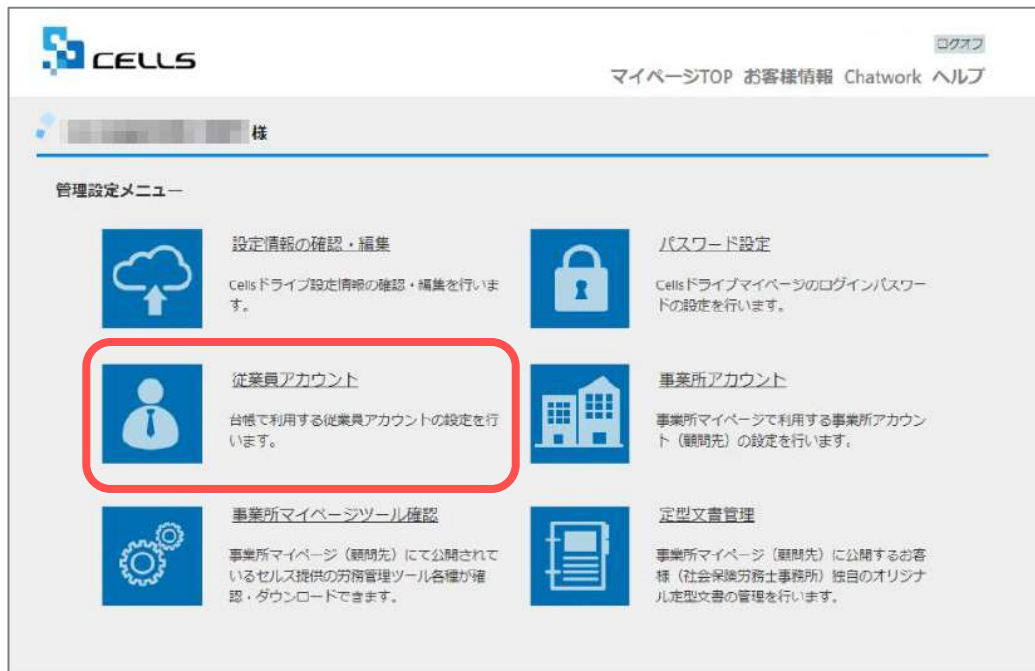 CELLS
ログオフ
マイページTOP お客様情報 Chatwork ヘルプ
様
管理設定メニュー
設定情報の確認・編集
Cellsドライブ設定情報の確認・編集を行いま
す。
パスワード設定
Cellsドライブマイページのログインパスワー
ドの設定を行います。
従業員アカウント
台帳で利用する従業員アカウントの設定を行
います。
事業所アカウント
事業所マイページで利用する事業所アカウン
ト（顧問先）の設定を行います。
事業所マイページツール確認
事業所マイページ（顧問先）にて公開されて
いるセルズ提供の労務管理ツール各種が確
認・ダウンロードできます。
定型文書管理
事業所マイページ（顧問先）に公開するお客
様（社会保険労務士事務所）独自のオリジナ
ル定型文書の管理を行います。